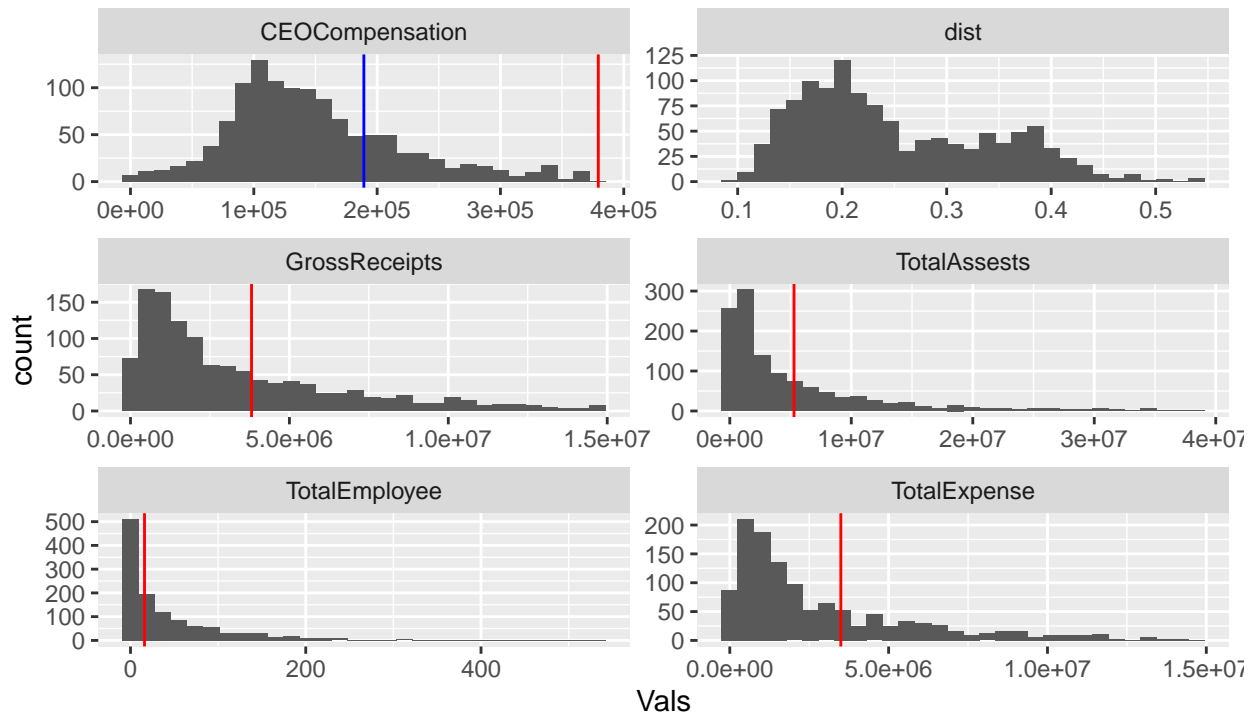 CEOCompensation
dist
0
50
100
0e+00 1e+05 2e+05 3e+05 4e+05
0
25
50
75
100
125
0.1 0.2 0.3 0.4 0.5
GrossReceipts
TotalAssests
0
50
100
150
0.0e+00 5.0e+06 1.0e+07 1.5e+07
0
100
200
300
0e+00 1e+07 2e+07 3e+07 4e+07
TotalEmployee
TotalExpense
0
100
200
300
400
500
0 200 400
0
50
100
150
200
0.0e+00 5.0e+06 1.0e+07 1.5e+07
count
Vals